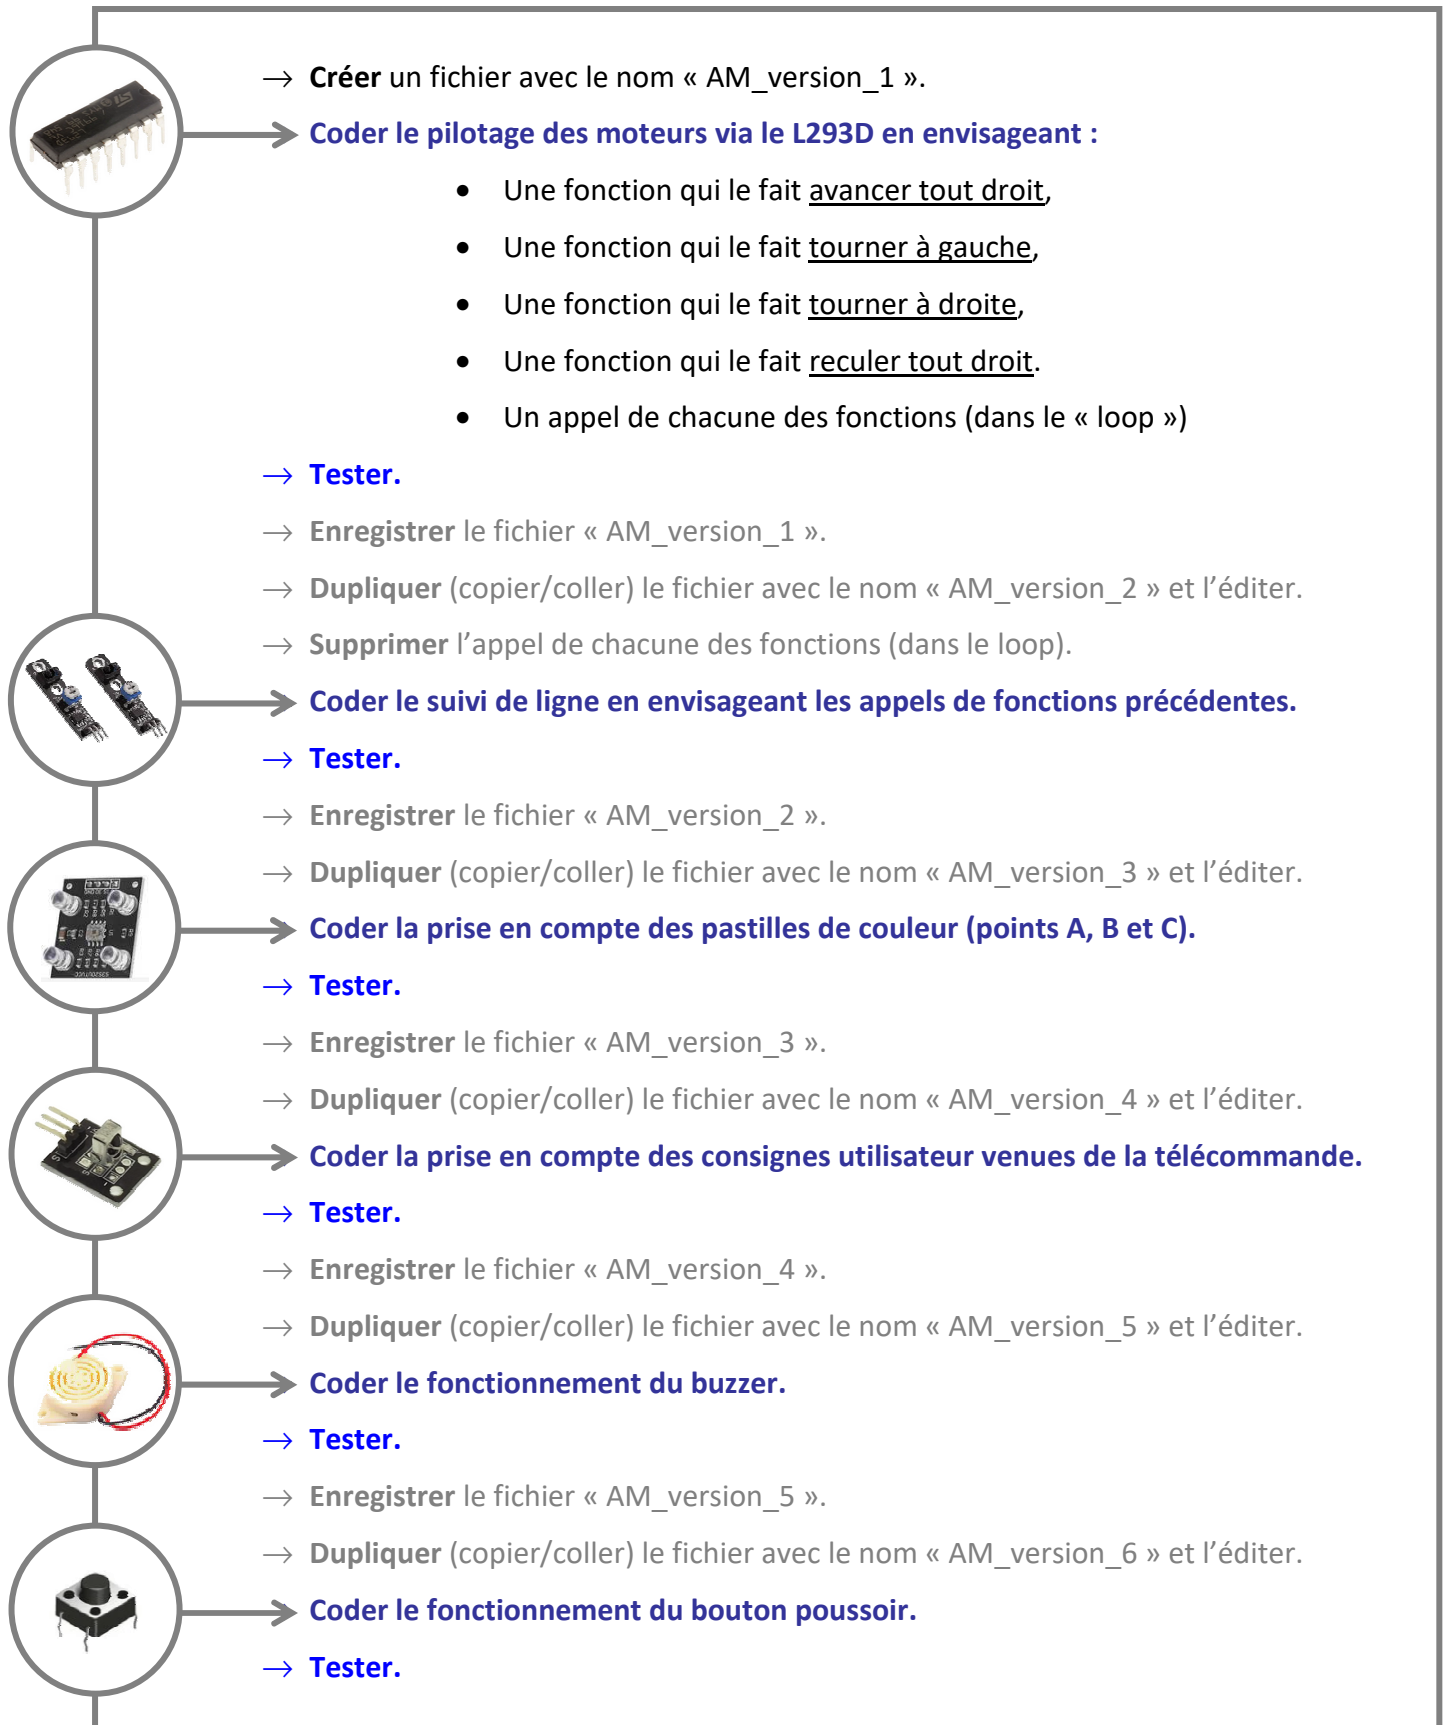 → Créer un fichier avec le nom « AM_version_1 ».
Coder le pilotage des moteurs via le L293D en envisageant :
• Une fonction qui le fait avancer tout droit,
• Une fonction qui le fait tourner à gauche,
• Une fonction qui le fait tourner à droite,
• Une fonction qui le fait reculer tout droit.
• Un appel de chacune des fonctions (dans le « loop »)
→ Tester.
→ Enregistrer le fichier « AM_version_1 ».
→ Dupliquer (copier/coller) le fichier avec le nom « AM_version_2 » et l’éditer.
→ Supprimer l’appel de chacune des fonctions (dans le loop).
Coder le suivi de ligne en envisageant les appels de fonctions précédentes.
→ Tester.
→ Enregistrer le fichier « AM_version_2 ».
→ Dupliquer (copier/coller) le fichier avec le nom « AM_version_3 » et l’éditer.
Coder la prise en compte des pastilles de couleur (points A, B et C).
→ Tester.
→ Enregistrer le fichier « AM_version_3 ».
→ Dupliquer (copier/coller) le fichier avec le nom « AM_version_4 » et l’éditer.
Coder la prise en compte des consignes utilisateur venues de la télécommande.
→ Tester.
→ Enregistrer le fichier « AM_version_4 ».
→ Dupliquer (copier/coller) le fichier avec le nom « AM_version_5 » et l’éditer.
Coder le fonctionnement du buzzer.
→ Tester.
→ Enregistrer le fichier « AM_version_5 ».
→ Dupliquer (copier/coller) le fichier avec le nom « AM_version_6 » et l’éditer.
Coder le fonctionnement du bouton poussoir.
→ Tester.